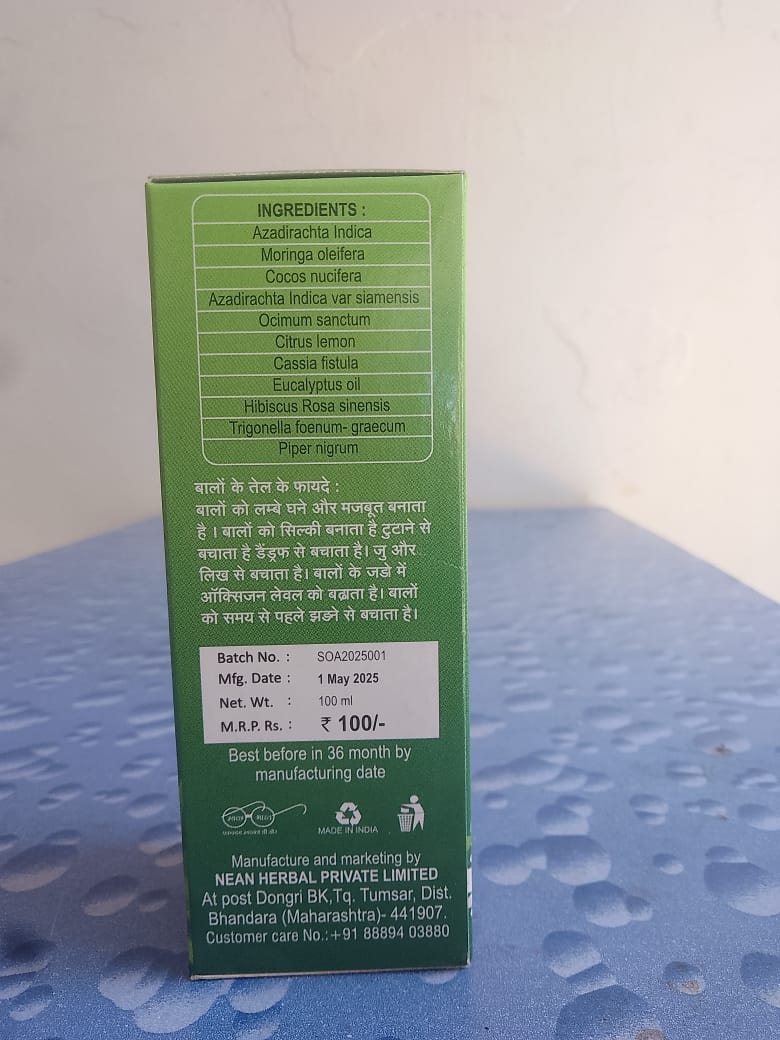 INGREDIENTS :
Azadirachta Indica
Moringa oleifera
Cocos nucifera
Azadirachta Indica var siamensis
Ocimum sanctum
Citrus lemon
Cassia fistula
Eucalyptus oil
Hibiscus Rosa sinensis
Trigonella foenum- graecum
Piper nigrum
बालों के तेल के फायदे :
बालों को लम्बे घने और मजबूत बनाता
है । बालों को सिल्की बनाता है टुटाने से
बचाता है डैंड्रफ से बचाता है। जु और
लिख से बचाता है। बालों के जडो में
ऑक्सिजन लेवल को बढाता है। बालों
को समय से पहले झडने से बचाता है।
Batch No. : SOA2025001
Mfg. Date : 1 May 2025
Net. Wt. : 100 ml
M.R.P. Rs. : ₹ 100/-
Best before in 36 month by
manufacturing date
MADE IN INDIA
Manufacture and marketing by
NEAN HERBAL PRIVATE LIMITED
At post Dongri BK,Tq. Tumsar, Dist.
Bhandara (Maharashtra)- 441907.
Customer care No.:+91 88894 03880